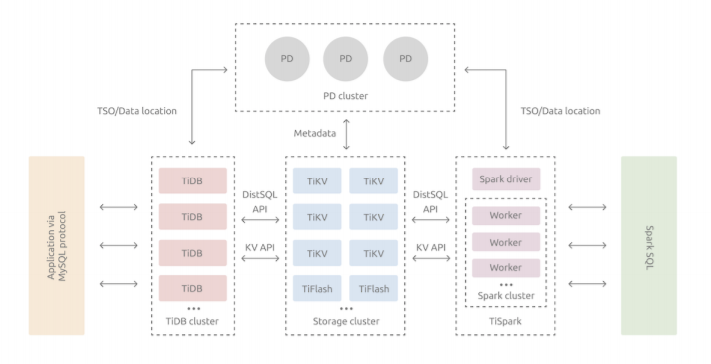 PD PD PD
PD cluster
TSO/Data location
TSO/Data location
Metadata
Application via
MySQL protocol
TiDB
TiDB
TiDB
TiDB
•••
TiDB cluster
DistSQL
API
KV API
TiKV TiKV
TiKV TiKV
TiKV TiKV
TiFlash TiFlash
•••
Storage cluster
DistSQL
API
KV API
Spark driver
Worker
Worker
Worker
•••
Spark cluster
TiSpark
Spark SQL